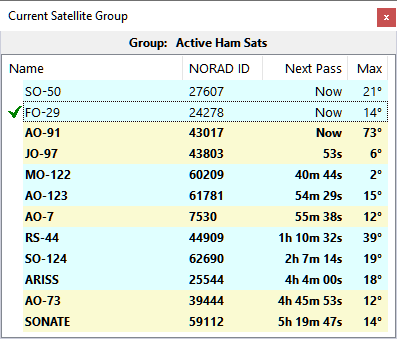 Current Satellite Group
x
Group: Active Ham Sats
Name NORAD ID Next Pass Max
SO-50 27607 Now 21°
FO-29 24278 Now 14°
AO-91 43017 Now 73°
JO-97 43803 53s 6°
MO-122 60209 40m 44s 2°
AO-123 61781 54m 29s 15°
AO-7 7530 55m 38s 12°
RS-44 44909 1h 10m 32s 39°
SO-124 62690 2h 7m 14s 19°
ARISS 25544 4h 4m 00s 18°
AO-73 39444 4h 45m 53s 12°
SONATE 59112 5h 19m 47s 14°